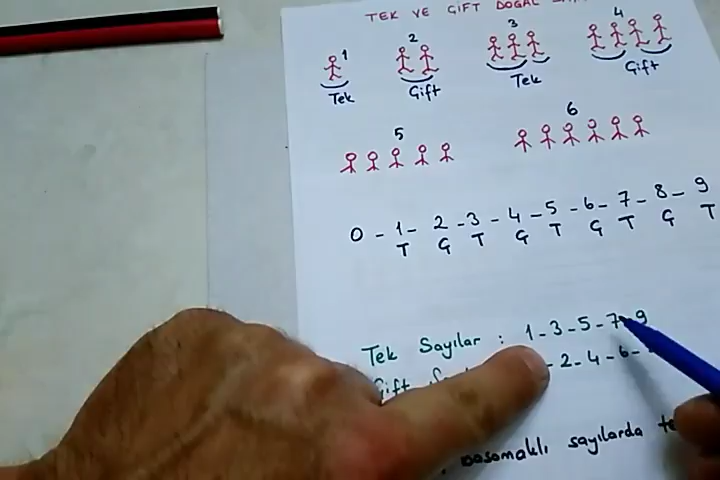 TEK VE ÇİFT DOĞAL
1 2 3 4
Tek Çift Tek Çift
5 6
0 - 1 - 2 - 3 - 4 - 5 - 6 - 7 - 8 - 9
T Ç T Ç T Ç T Ç T
Tek Sayılar : 1 - 3 - 5 - 7 - 9
Çift - 2 - 4 - 6 -
basamaklı sayılarda